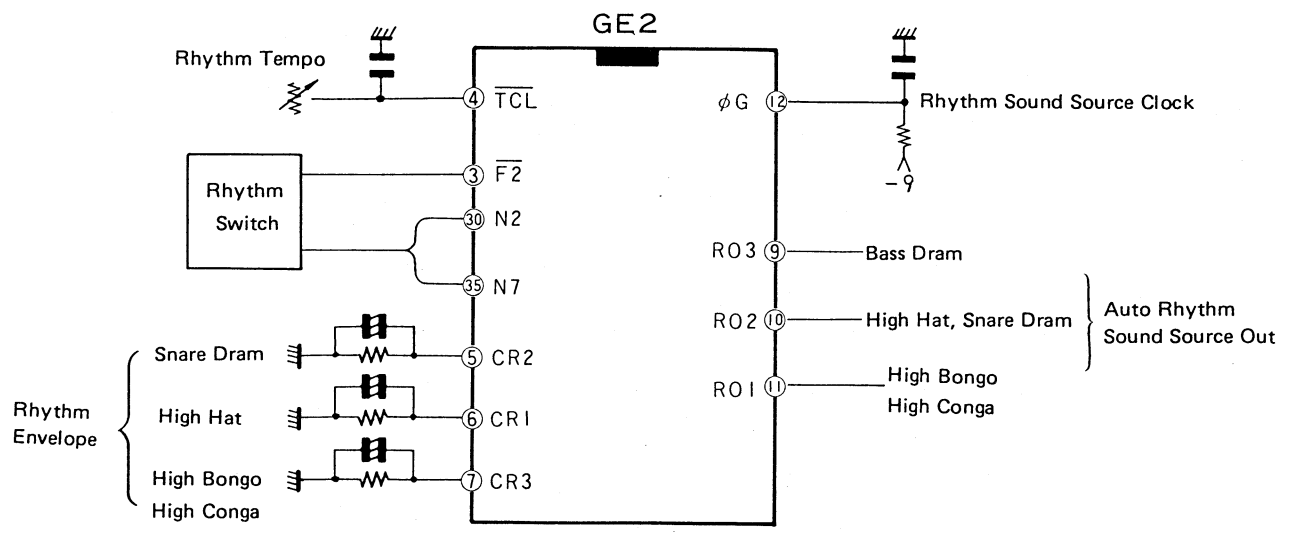 GE2
Rhythm Tempo
4 TCL
Rhythm
Switch
3 F2
30 N2
35 N7
Rhythm
Envelope
Snare Dram
5 CR2
High Hat
6 CR1
High Bongo
High Conga
7 CR3
φG 12
Rhythm Sound Source Clock
-9
RO3 9
Bass Dram
RO2 10
High Hat, Snare Dram
RO1 11
High Bongo
High Conga
Auto Rhythm
Sound Source Out